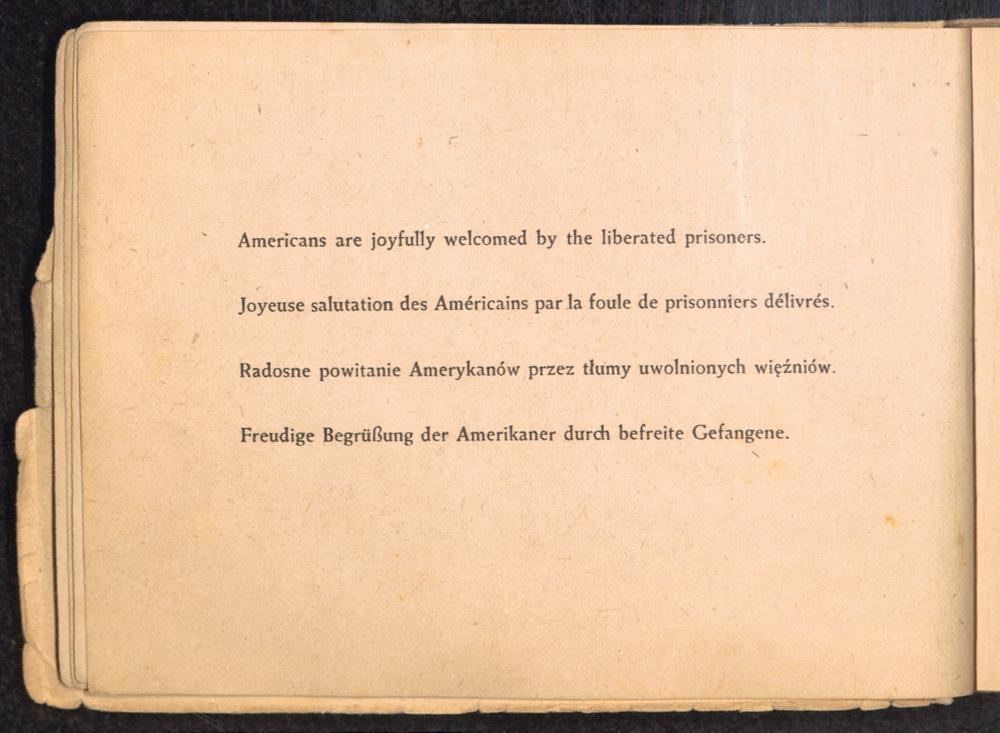 Americans are joyfully welcomed by the liberated prisoners.
Joyeuse salutation des Américains par la foule de prisonniers délivrés.
Radosne powitanie Amerykanów przez tłumy uwolnionych więźniów.
Freudige Begrüßung der Amerikaner durch befreite Gefangene.